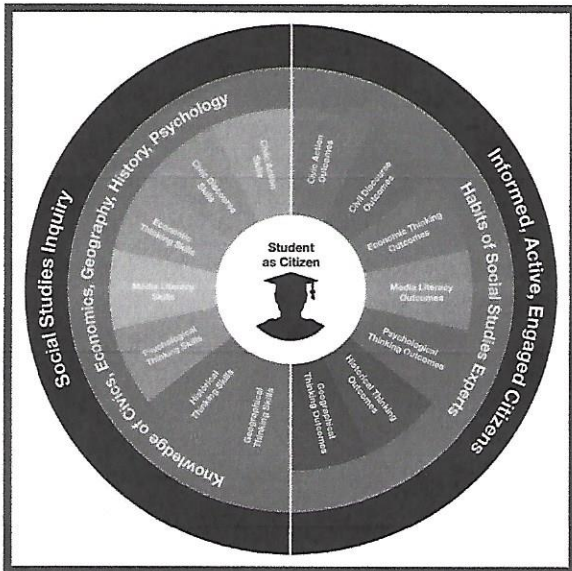 Social Studies Inquiry
Knowledge of Civics, Economics, Geography, History, Psychology
Civic Action
Skills
Civic Discourse
Skills
Economic
Thinking Skills
Media Literacy
Skills
Psychological
Thinking Skills
Historical
Thinking Skills
Geographical
Thinking Skills
Student
as Citizen
Civic Action
Outcomes
Civil Discourse
Outcomes
Economic Thinking
Outcomes
Media Literacy
Outcomes
Psychological
Thinking Outcomes
Historical Thinking
Outcomes
Geographical
Thinking Outcomes
Habits of Social Studies Experts
Informed, Active, Engaged Citizens